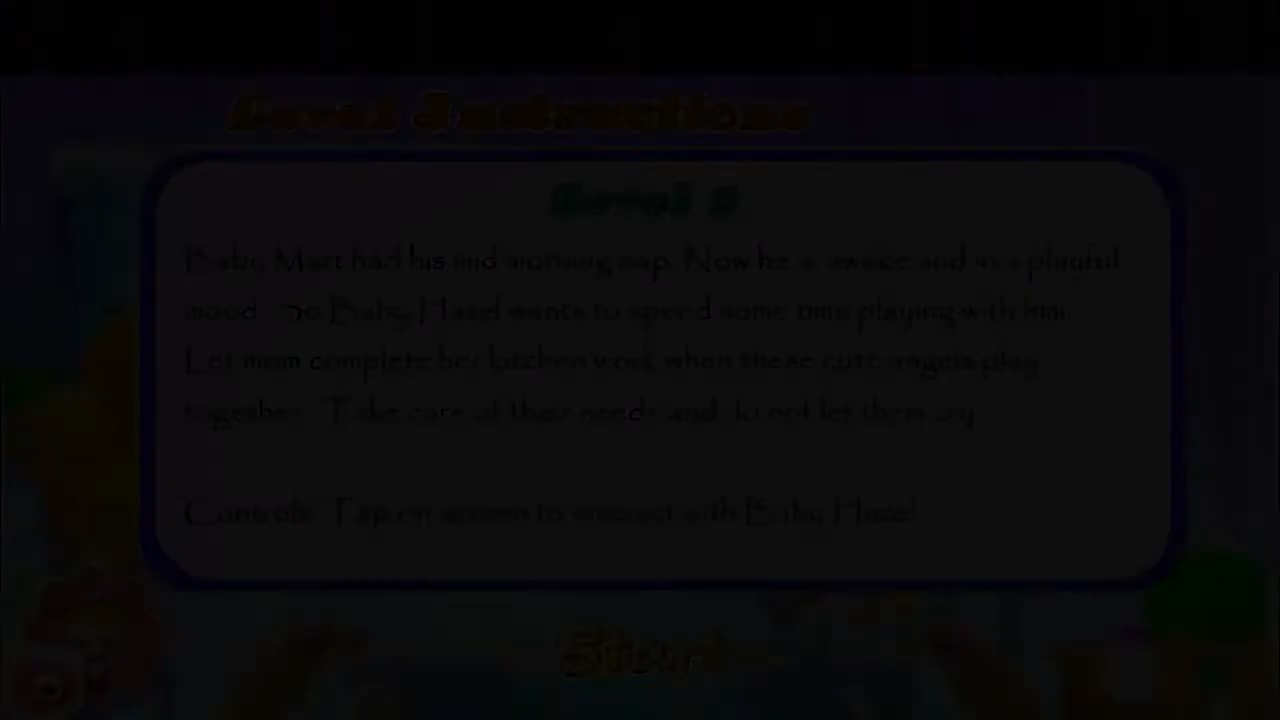 Level Instructions
Level 2
Baby Matt had his mid morning nap. Now he is awake and in a playful
mood. So Baby Hazel wants to spend some time playing with him.
Let mom complete her kitchen work when these cute angels play
together. Take care of their needs and do not let them cry.
Controls: Tap on screen to interact with Baby Hazel
Start